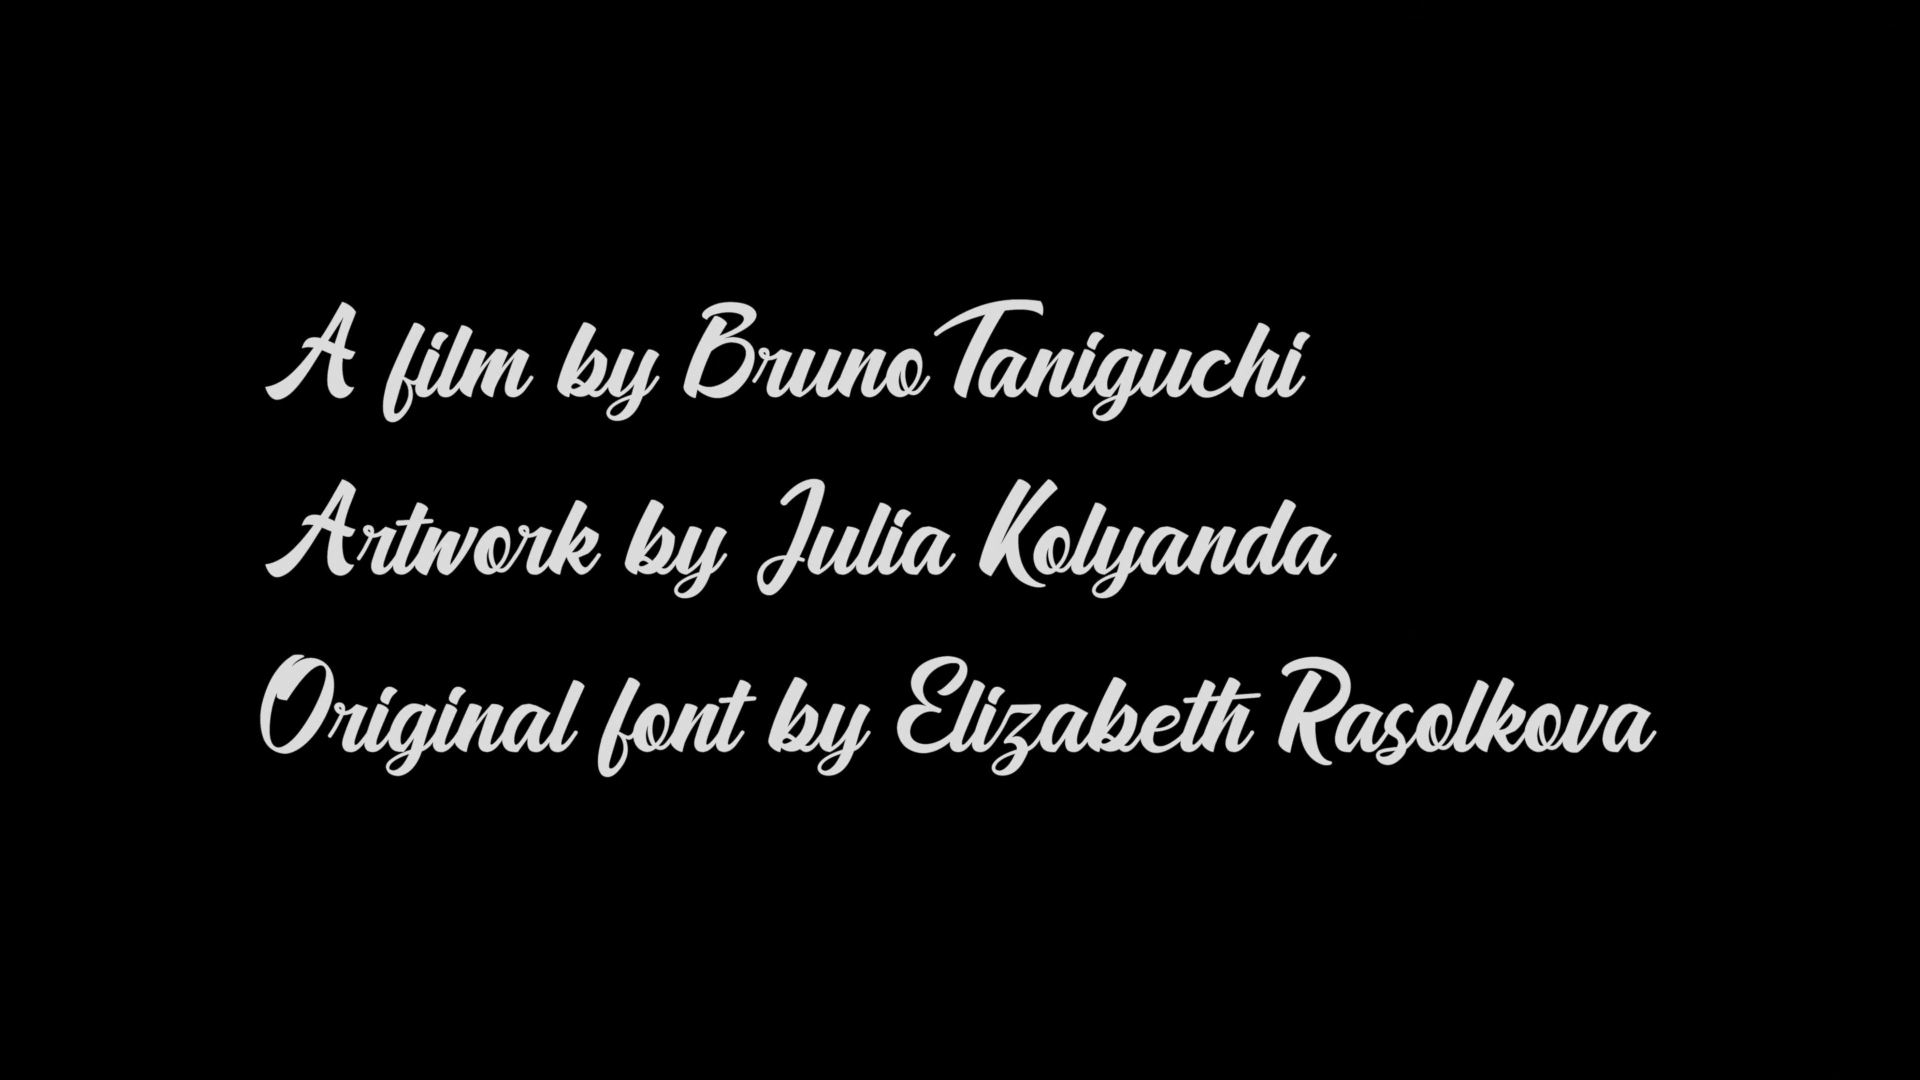 A film by Bruno Taniguchi
Artwork by Julia Kolyanda
Original font by Elizabeth Rasolkova